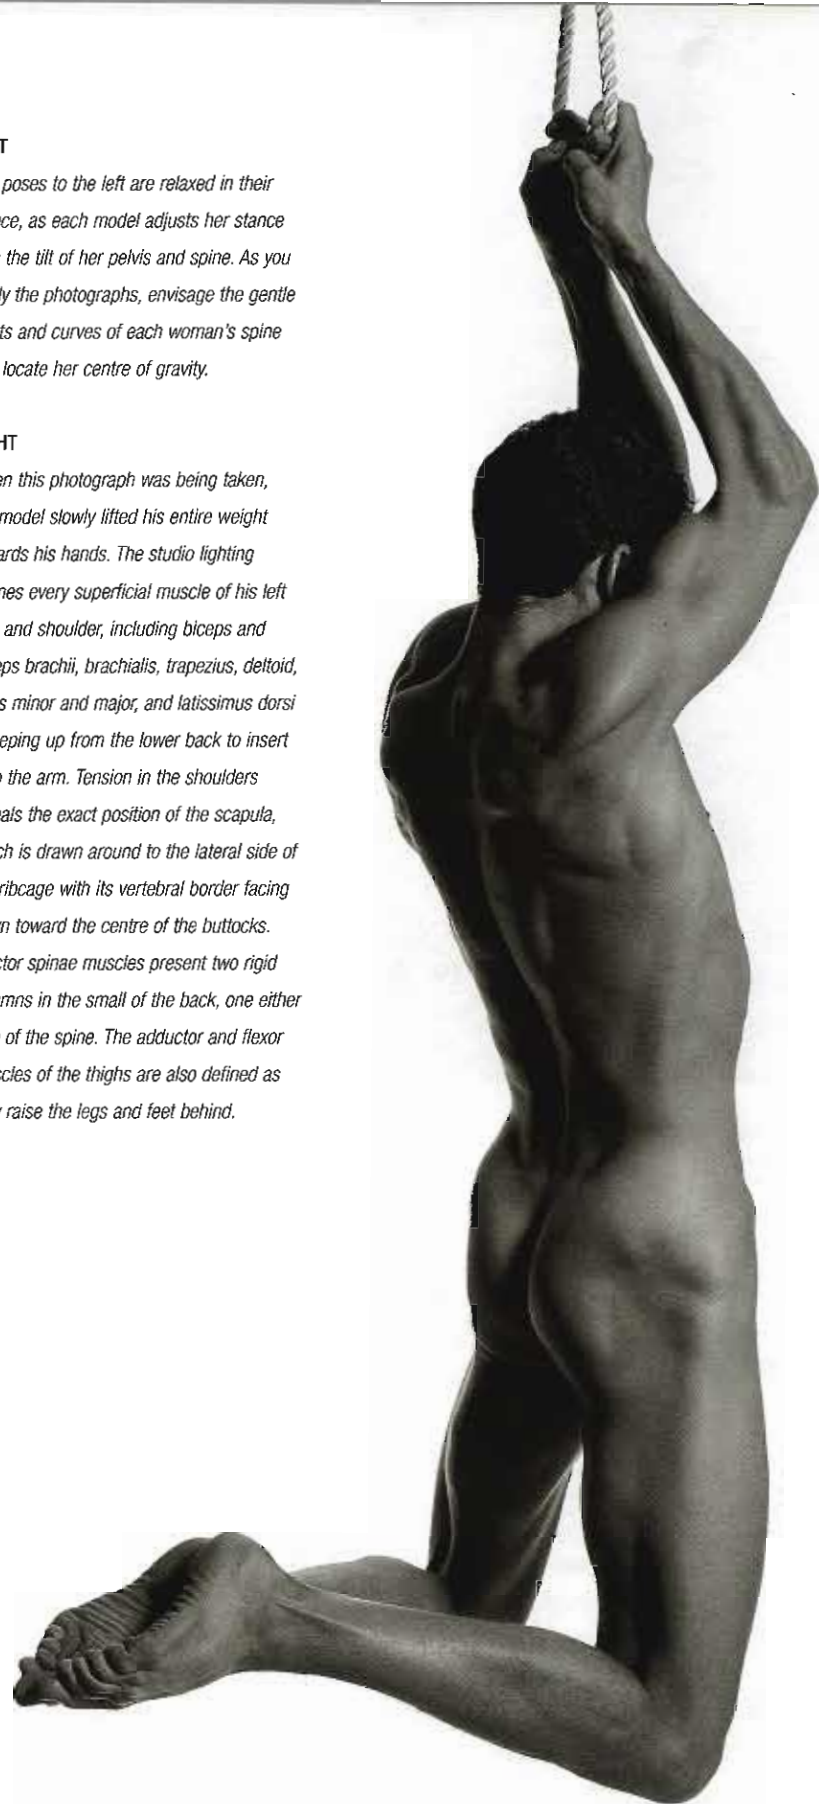 T
poses to the left are relaxed in their
ce, as each model adjusts her stance
the tilt of her pelvis and spine. As you
ly the photographs, envisage the gentle
ts and curves of each woman's spine
locate her centre of gravity.
HT
en this photograph was being taken,
model slowly lifted his entire weight
ards his hands. The studio lighting
nes every superficial muscle of his left
and shoulder, including biceps and
eps brachii, brachialis, trapezius, deltoid,
s minor and major, and latissimus dorsi
eping up from the lower back to insert
the arm. Tension in the shoulders
als the exact position of the scapula,
ch is drawn around to the lateral side of
ribcage with its vertebral border facing
n toward the centre of the buttocks.
ctor spinae muscles present two rigid
mns in the small of the back, one either
of the spine. The adductor and flexor
scles of the thighs are also defined as
raise the legs and feet behind.